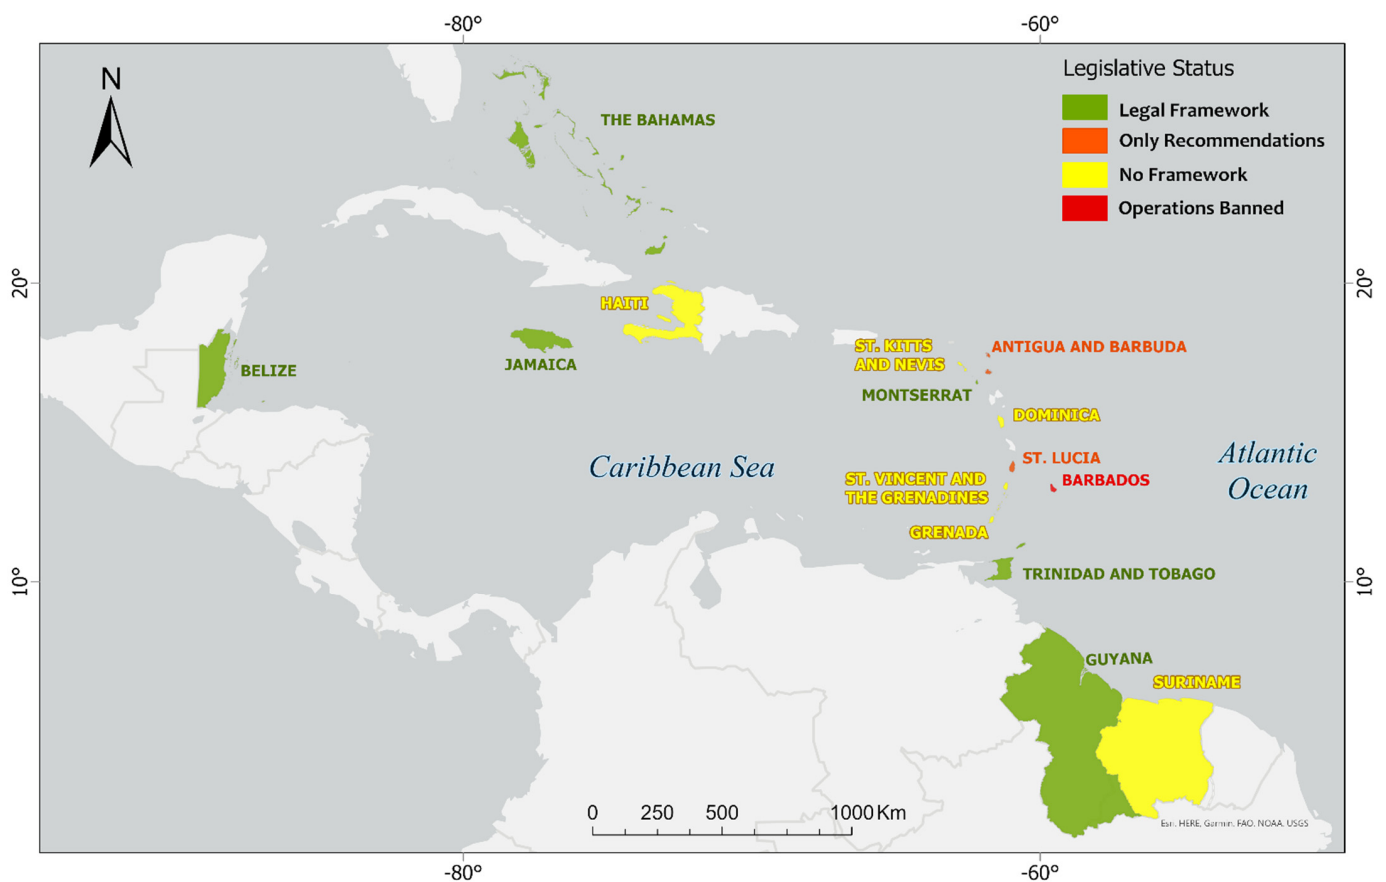 -80°
-60°
N
Legislative Status
Legal Framework
Only Recommendations
No Framework
Operations Banned
THE BAHAMAS
20°
20°
HAITI
JAMAICA
BELIZE
ST. KITTS
AND NEVIS
ANTIGUA AND BARBUDA
MONTSERRAT
DOMINICA
Caribbean Sea
ST. LUCIA
Atlantic
Ocean
ST. VINCENT AND
THE GRENADINES
BARBADOS
GRENADA
10°
10°
TRINIDAD AND TOBAGO
GUYANA
SURINAME
0 250 500 1000 Km
Esri, HERE, Garmin, FAO, NOAA, USGS
-80°
-60°